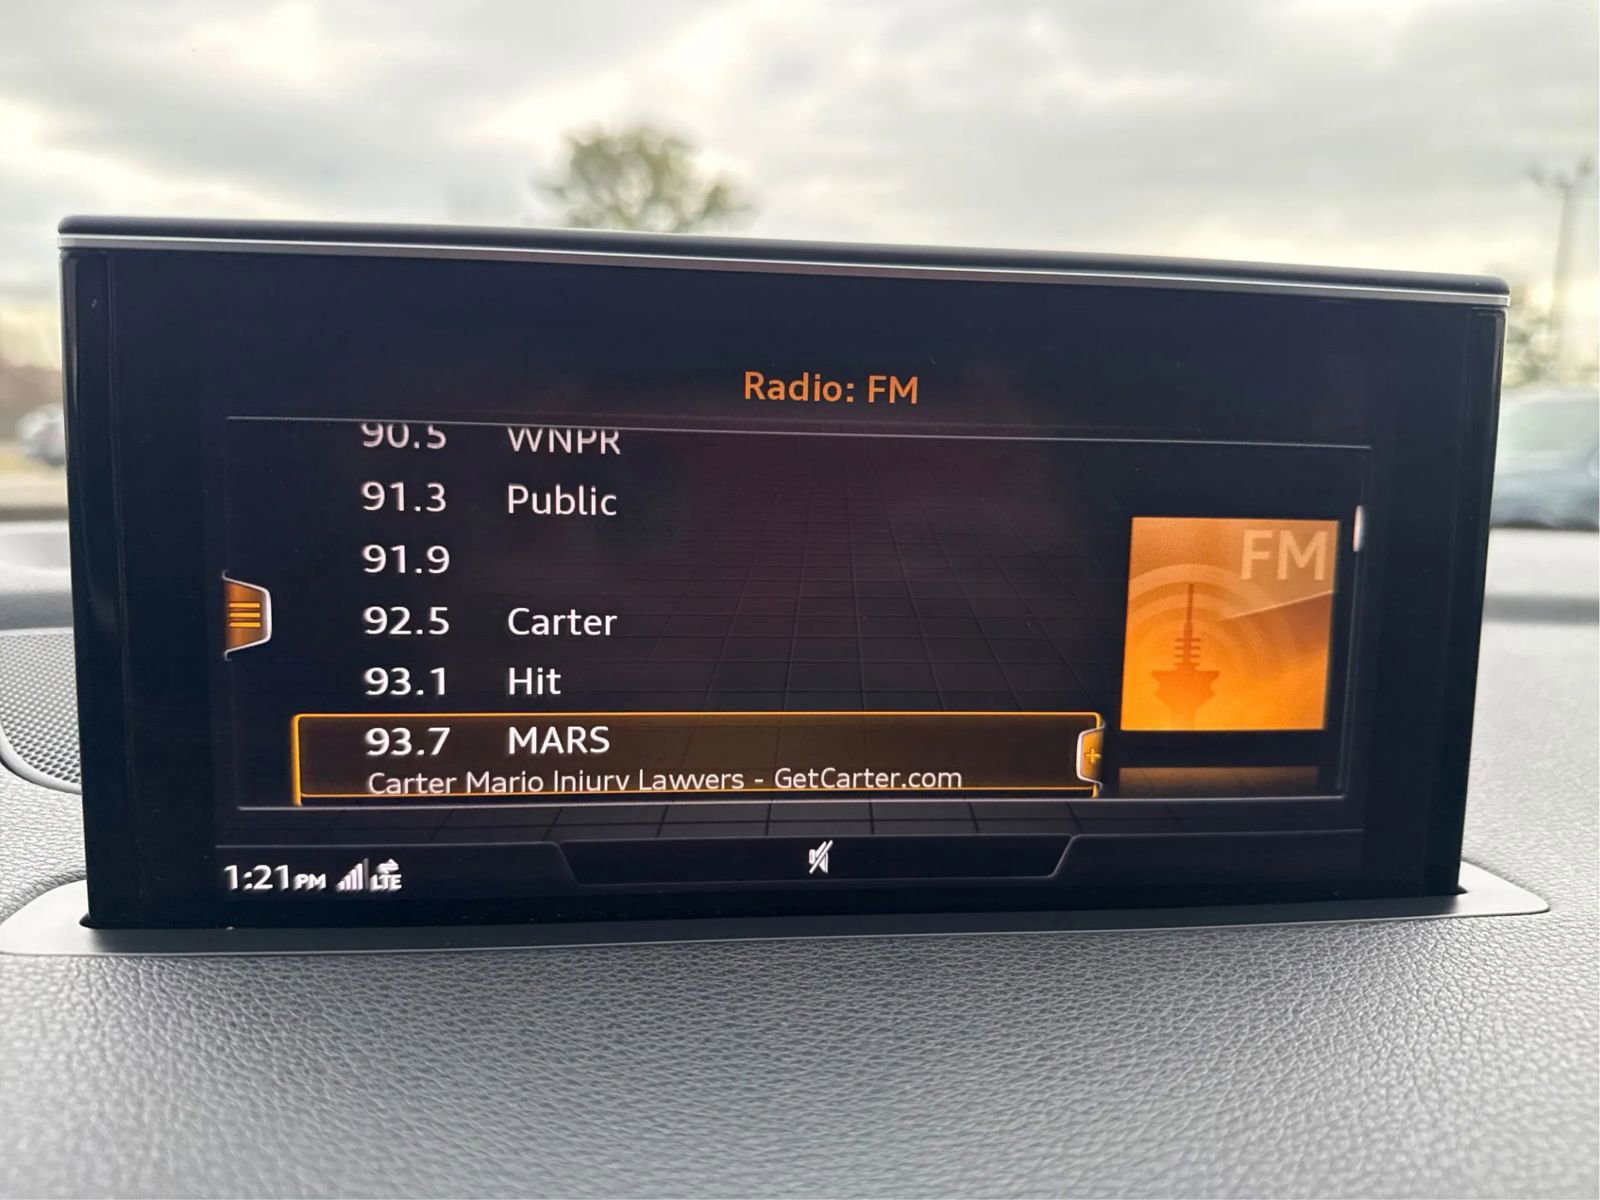 Radio: FM
90.5 WNPR
91.3 Public
91.9
92.5 Carter
93.1 Hit
93.7 MARS
Carter Mario Injury Lawyers - GetCarter.com
FM
+
1:21PM LTE